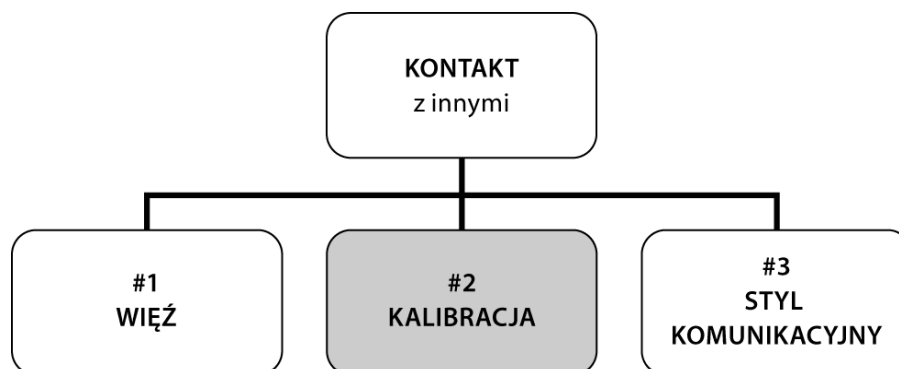 KONTAKT
z innymi
#1
WIĘŹ
#2
KALIBRACJA
#3
STYL
KOMUNIKACYJNY